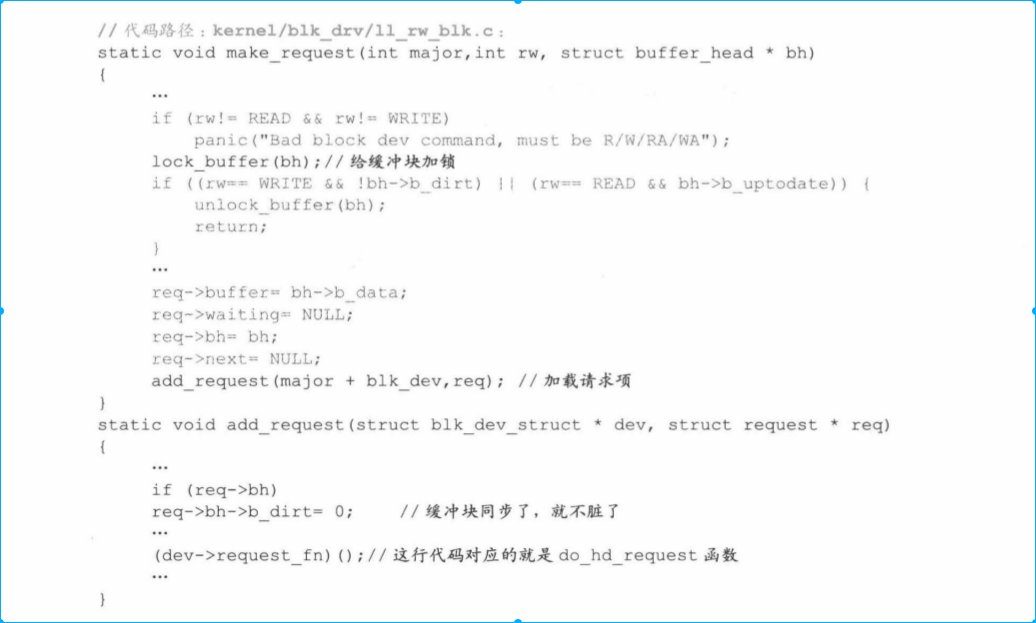 // 代码路径：kernel/blk_drv/ll_rw_blk.c：
static void make_request(int major,int rw, struct buffer_head * bh)
{
…
if (rw!= READ && rw!= WRITE)
panic("Bad block dev command, must be R/W/RA/WA");
lock_buffer(bh);// 给缓冲块加锁
if ((rw== WRITE && !bh->b_dirt) || (rw== READ && bh->b_uptodate)) {
unlock_buffer(bh);
return;
}
…
req->buffer= bh->b_data;
req->waiting= NULL;
req->bh= bh;
req->next= NULL;
add_request(major + blk_dev,req); // 加载请求项
}
static void add_request(struct blk_dev_struct * dev, struct request * req)
{
…
if (req->bh)
req->bh->b_dirt= 0; // 缓冲块同步了，就不脏了
…
(dev->request_fn)();// 这行代码对应的就是 do_hd_request 函数
…
}